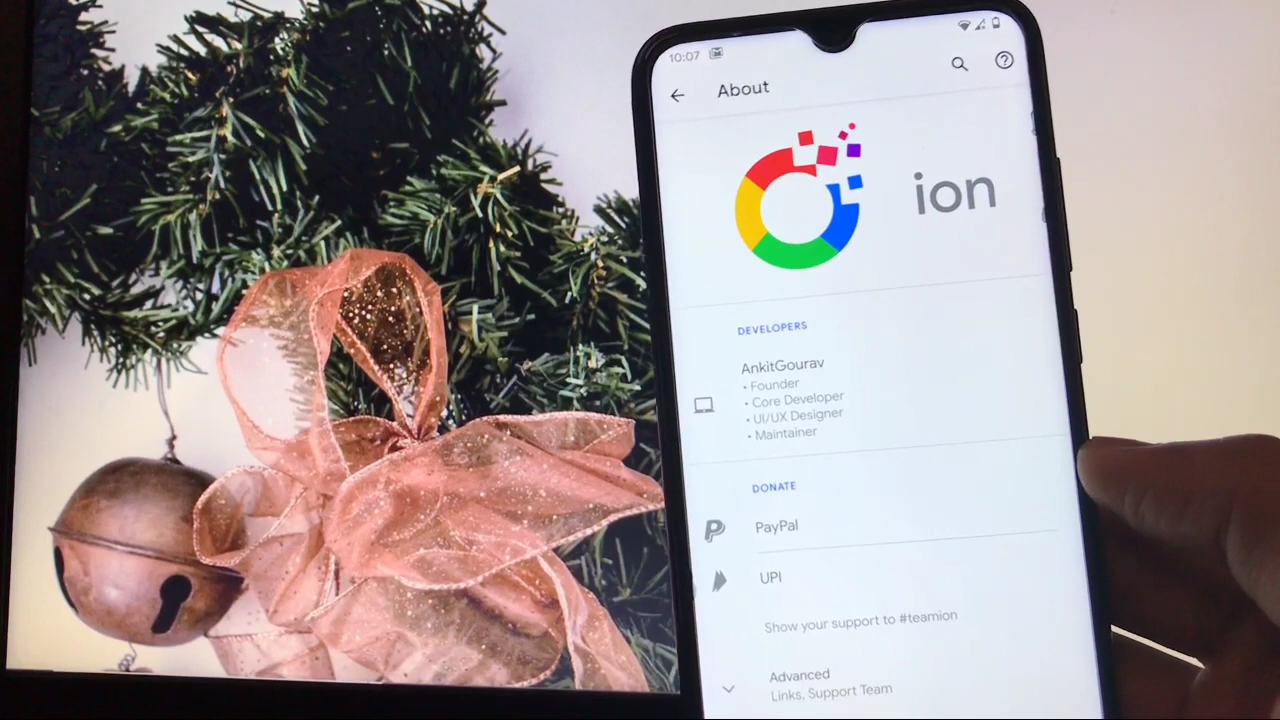 10:07
About
ion
DEVELOPERS
AnkitGourav
• Founder
• Core Developer
• UI/UX Designer
• Maintainer
DONATE
PayPal
UPI
Show your support to #teamion
Advanced
Links, Support Team